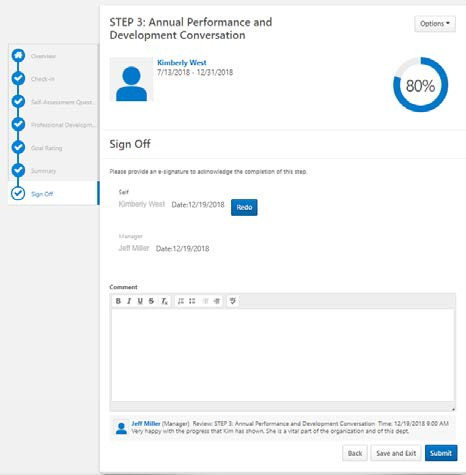 STEP 3: Annual Performance and
Development Conversation
Options
Kimberly West
7/13/2018 - 12/31/2018
80%
Overview
Check-in
Self-Assessment Quest...
Professional Developm...
Goal Rating
Summary
Sign Off
Sign Off
Please provide an e-signature to acknowledge the completion of this step.
Self
Kimberly West Date:12/19/2018 Redo
Manager
Jeff Miller Date:12/19/2018
Comment
B I U S Tx
Jeff Miller (Manager) Review: STEP 3: Annual Performance and Development Conversation Time: 12/19/2018 9:00 AM
Very happy with the progress that Kim has shown. She is a vital part of the organization and of this dept.
Back Save and Exit Submit